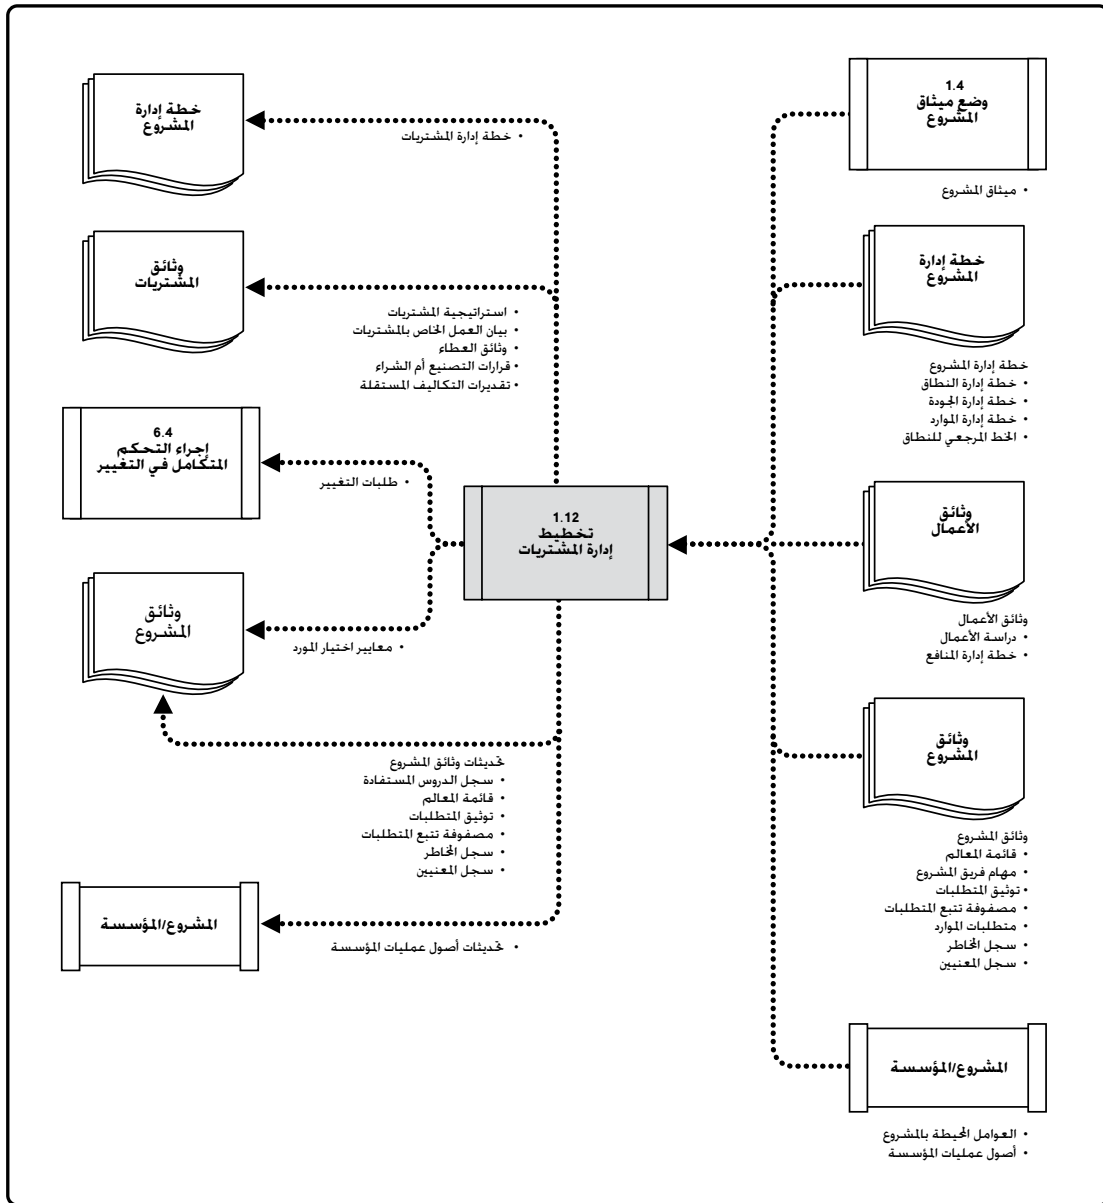 1.4
وضع ميثاق
المشروع
• ميثاق المشروع
خطة إدارة
المشروع
خطة إدارة المشروع
• خطة إدارة النطاق
• خطة إدارة الجودة
• خطة إدارة الموارد
• الخط المرجعي للنطاق
وثائق
الأعمال
وثائق الأعمال
• دراسة الأعمال
• خطة إدارة المنافع
وثائق
المشروع
وثائق المشروع
• قائمة المعالم
• مهام فريق المشروع
• توثيق المتطلبات
• مصفوفة تتبع المتطلبات
• متطلبات الموارد
• سجل المخاطر
• سجل المعنيين
المشروع/المؤسسة
• العوامل المحيطة بالمشروع
• أصول عمليات المؤسسة
1.12
تخطيط
إدارة المشتريات
خطة إدارة
المشروع
• خطة إدارة المشتريات
وثائق
المشتريات
• استراتيجية المشتريات
• بيان العمل الخاص بالمشتريات
• وثائق العطاء
• قرارات التصنيع أم الشراء
• تقديرات التكاليف المستقلة
6.4
إجراء التحكم
المتكامل في التغيير
• طلبات التغيير
وثائق
المشروع
• معايير اختيار المورد
تحديثات وثائق المشروع
• سجل الدروس المستفادة
• قائمة المعالم
• توثيق المتطلبات
• مصفوفة تتبع المتطلبات
• سجل المخاطر
• سجل المعنيين
المشروع/المؤسسة
• تحديثات أصول عمليات المؤسسة